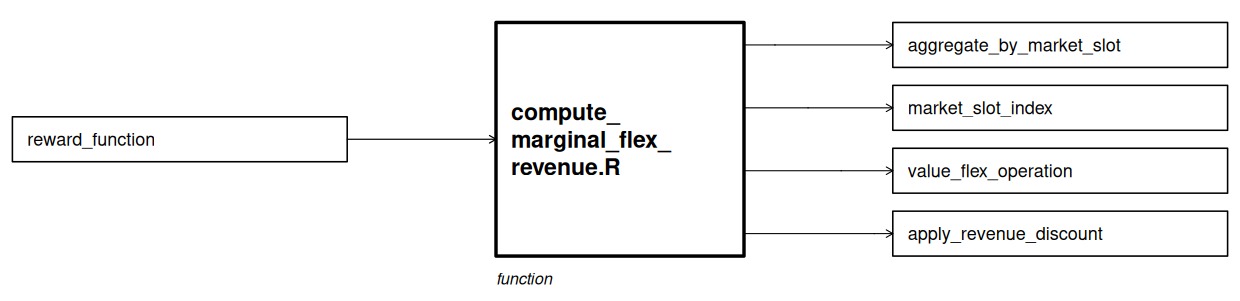 reward_function
compute_
marginal_flex_
revenue.R
function
aggregate_by_market_slot
market_slot_index
value_flex_operation
apply_revenue_discount